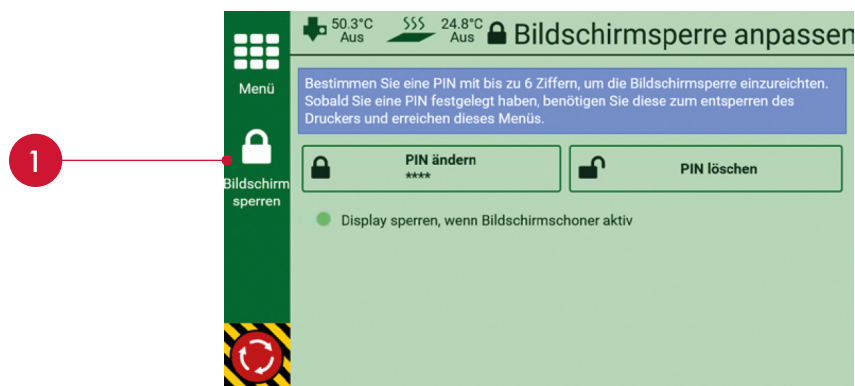 50.3°C
Aus
24.8°C
Aus
Bildschirmsperre anpassen
Menü
Bestimmen Sie eine PIN mit bis zu 6 Ziffern, um die Bildschirmsperre einzureichten.
Sobald Sie eine PIN festgelegt haben, benötigen Sie diese zum entsperren des
Druckers und erreichen dieses Menüs.
1
Bildschirm
sperren
PIN ändern
****
PIN löschen
Display sperren, wenn Bildschirmschoner aktiv